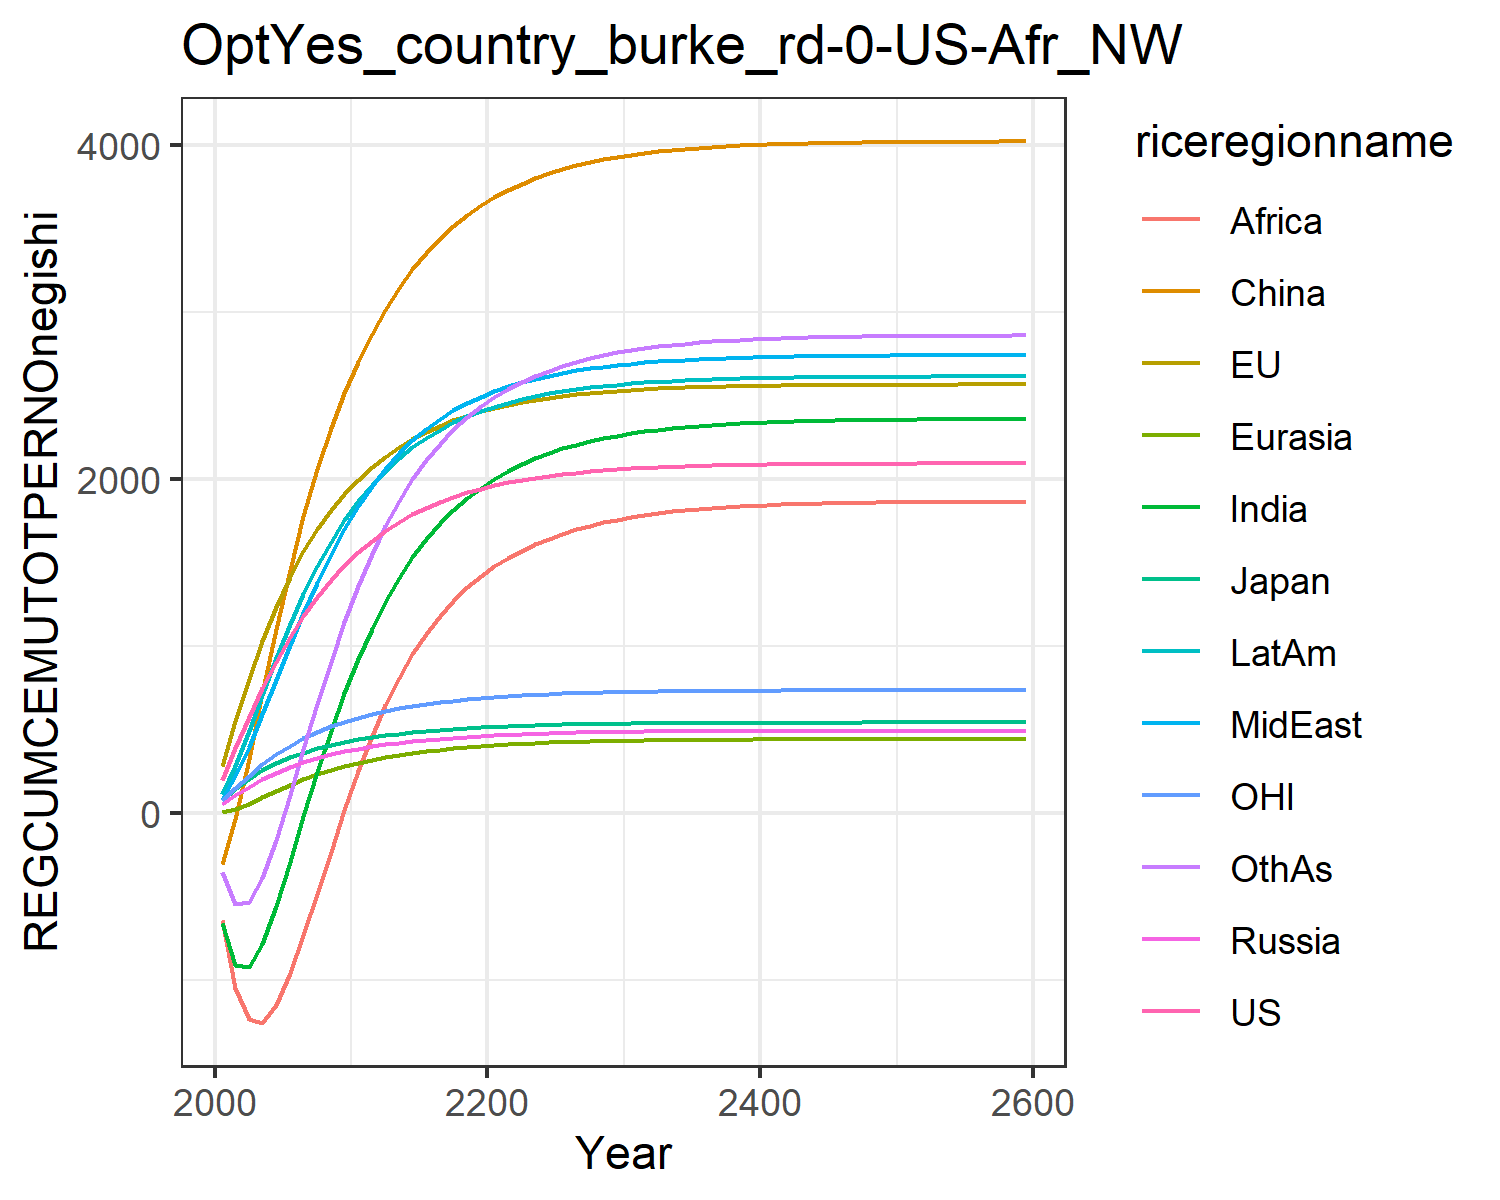 OptYes_country_burke_rd-0-US-Afr_NW
REGCUMCEMUTOTPERNOnegishi
4000
2000
0
2000
2200
2400
2600
Year
riceregionname
Africa
China
EU
Eurasia
India
Japan
LatAm
MidEast
OHI
OthAs
Russia
US